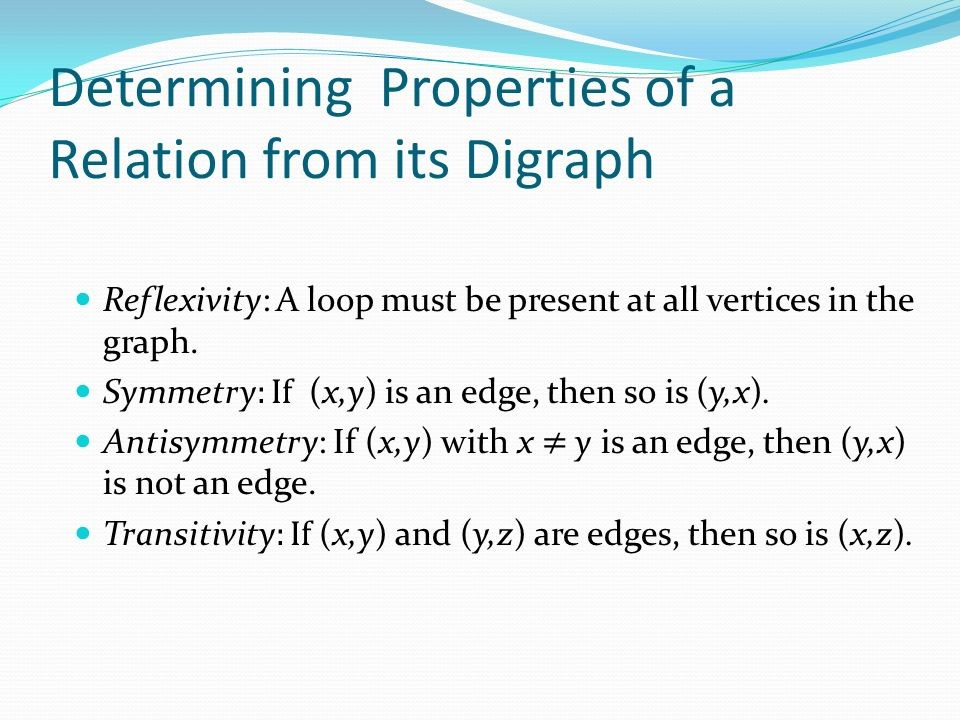 Determining Properties of a
Relation from its Digraph
• Reflexivity: A loop must be present at all vertices in the
graph.
• Symmetry: If (x,y) is an edge, then so is (y,x).
• Antisymmetry: If (x,y) with x ≠ y is an edge, then (y,x)
is not an edge.
• Transitivity: If (x,y) and (y,z) are edges, then so is (x,z).